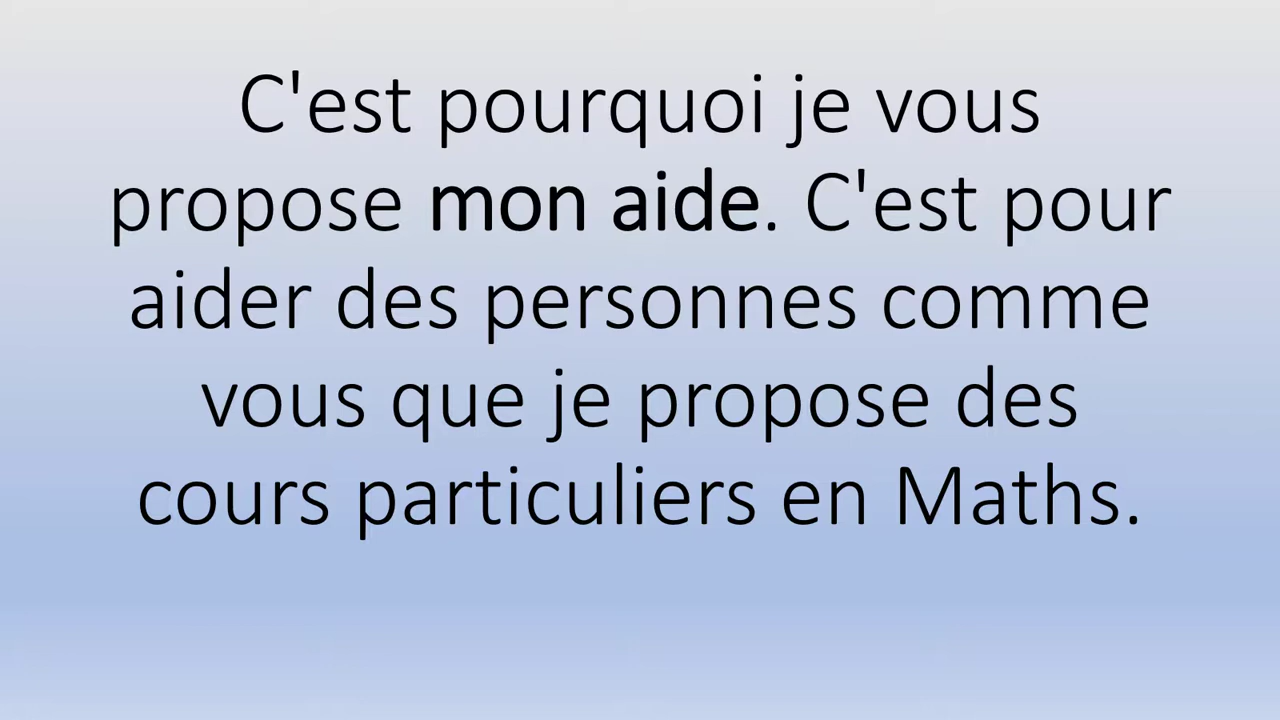 C'est pourquoi je vous
propose mon aide. C'est pour
aider des personnes comme
vous que je propose des
cours particuliers en Maths.